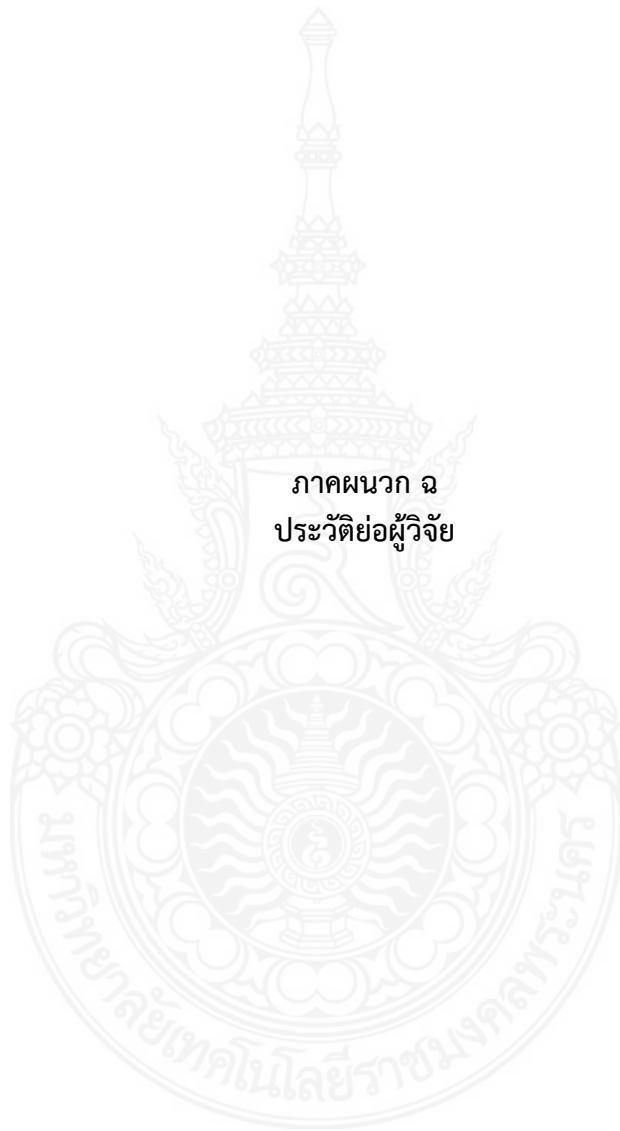 ภาคผนวก ฉ
ประวัติย่อผู้วิจัย
มหาวิทยาลัยเทคโนโลยีราชมงคลพระนคร